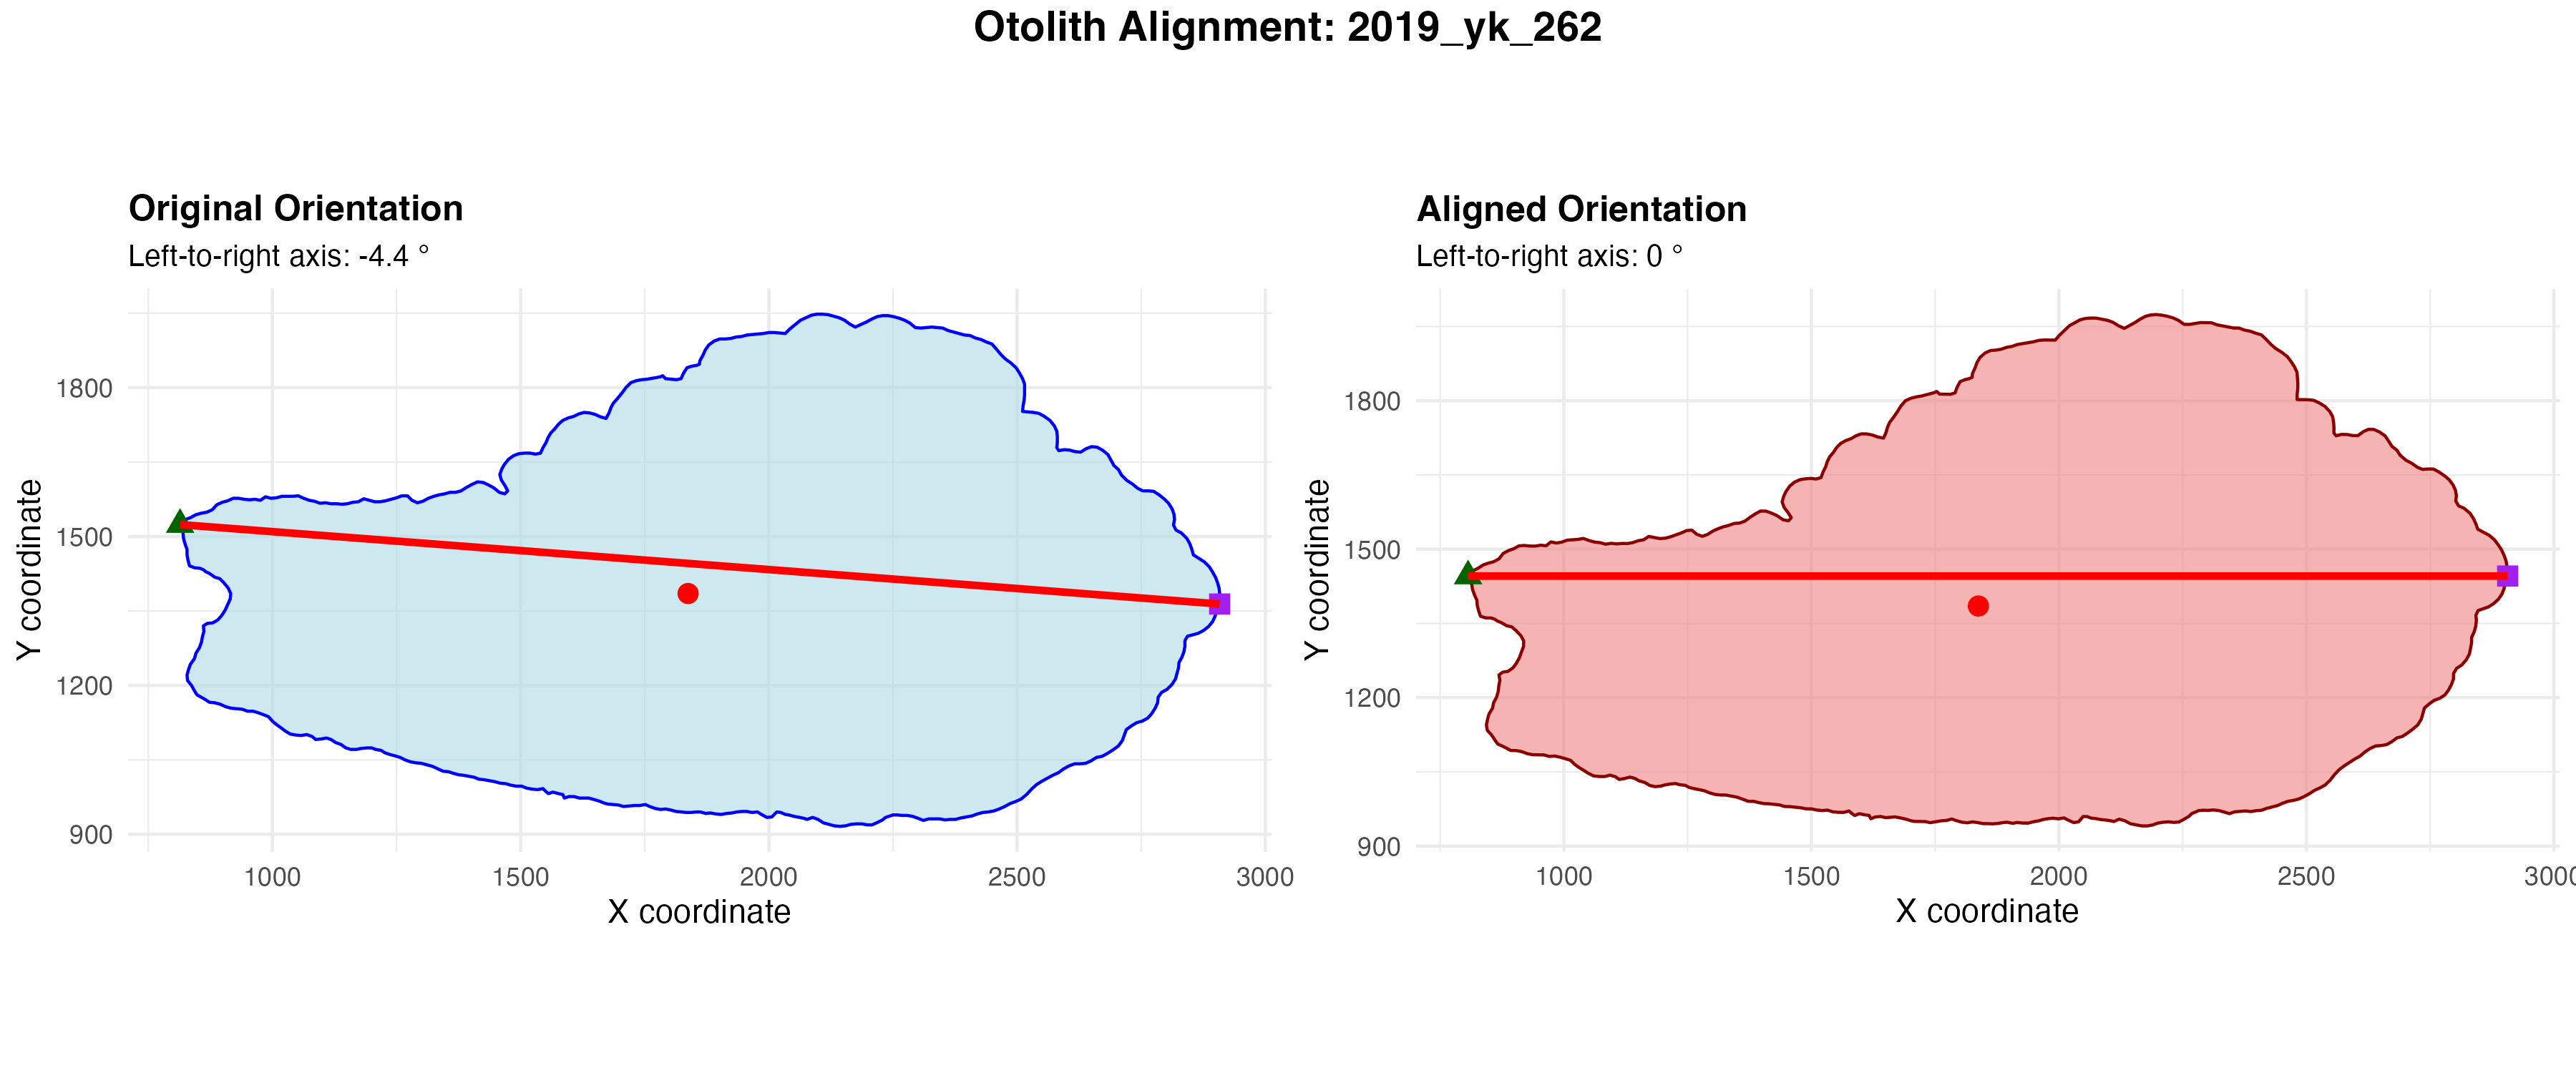 Otolith Alignment: 2019_yk_262
Original Orientation
Left-to-right axis: -4.4 °
Y coordinate
1800
1500
1200
900
1000
1500
2000
2500
3000
X coordinate
Aligned Orientation
Left-to-right axis: 0 °
Y coordinate
1800
1500
1200
900
1000
1500
2000
2500
300
X coordinate